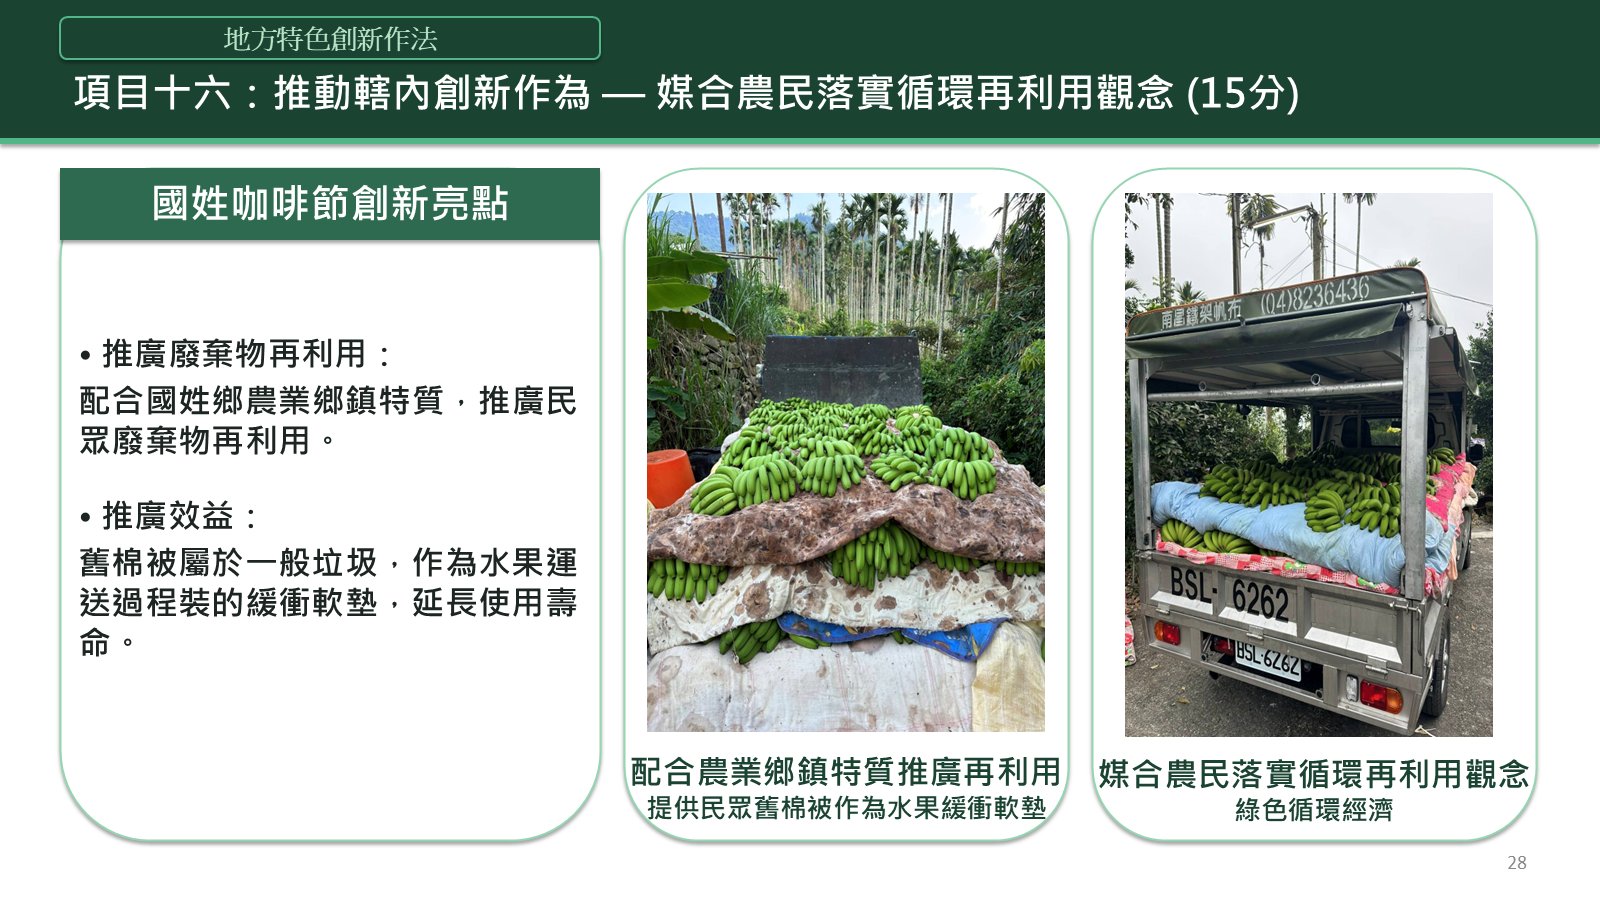 地方特色創新作法
項目十六：推動轄內創新作為 — 媒合農民落實循環再利用觀念 (15分)
國姓咖啡節創新亮點
• 推廣廢棄物再利用：
配合國姓鄉農業鄉鎮特質，推廣民
眾廢棄物再利用。
• 推廣效益：
舊棉被屬於一般垃圾，作為水果運
送過程裝的緩衝軟墊，延長使用壽
命。
配合農業鄉鎮特質推廣再利用
提供民眾舊棉被作為水果緩衝軟墊
鐵架帆布 (04)8236436
BSL-6262
BSL-6262
媒合農民落實循環再利用觀念
綠色循環經濟
28